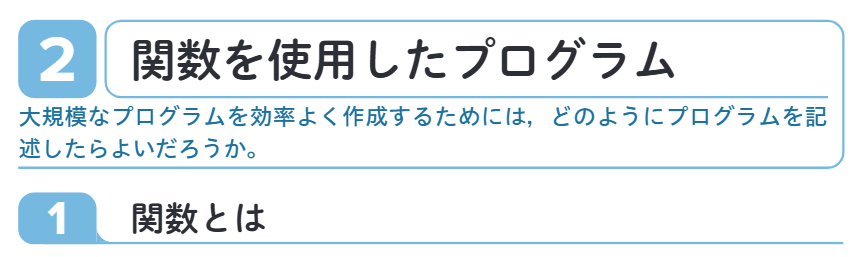 2 関数を使用したプログラム
大規模なプログラムを効率よく作成するためには，どのようにプログラムを記
述したらよいだろうか。
1 関数とは